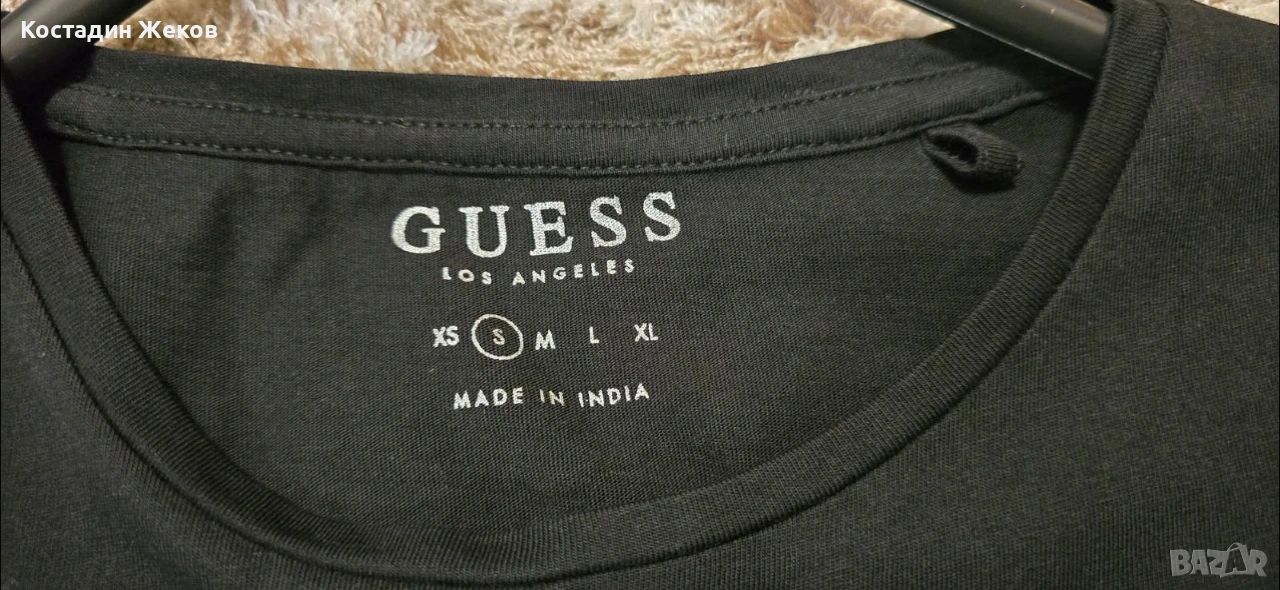 Костадин Жеков
GUESS
LOS ANGELES
XS S M L XL
MADE IN INDIA
BAZAR